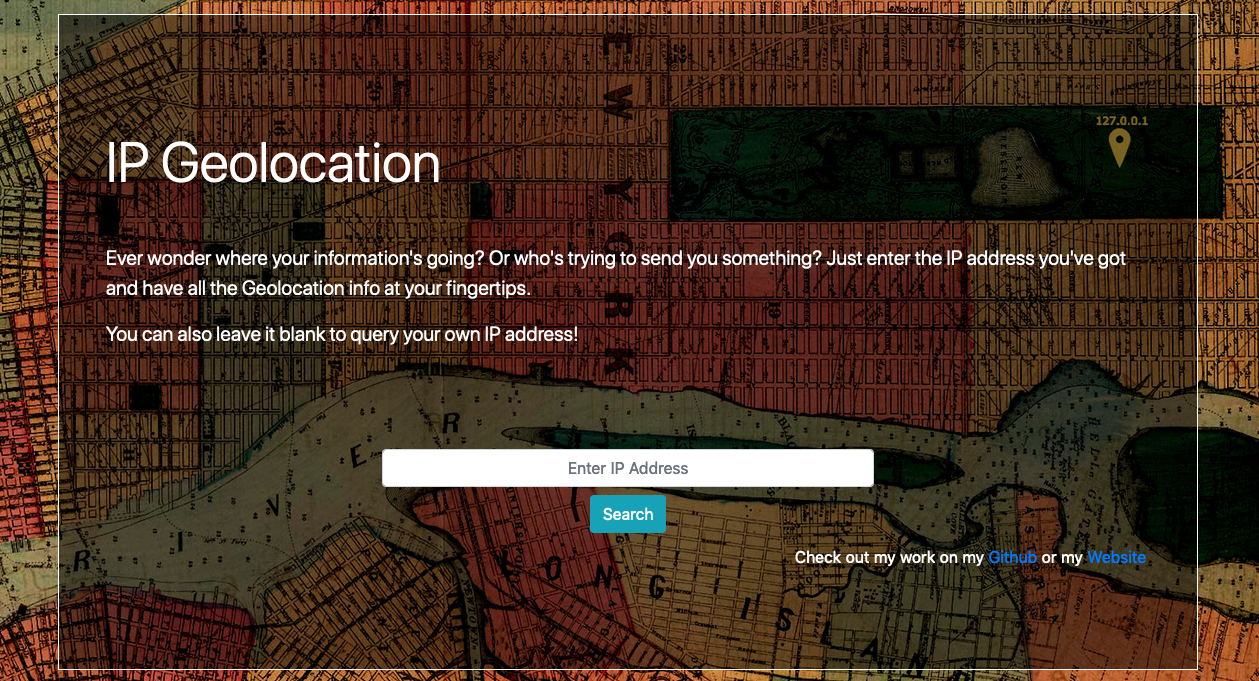 127.0.0.1
IP Geolocation
Ever wonder where your information's going? Or who's trying to send you something? Just enter the IP address you've got
and have all the Geolocation info at your fingertips.
You can also leave it blank to query your own IP address!
Enter IP Address
Search
Check out my work on my Github or my Website
E W Y O R K
R I V E R
L O N G I S L A N